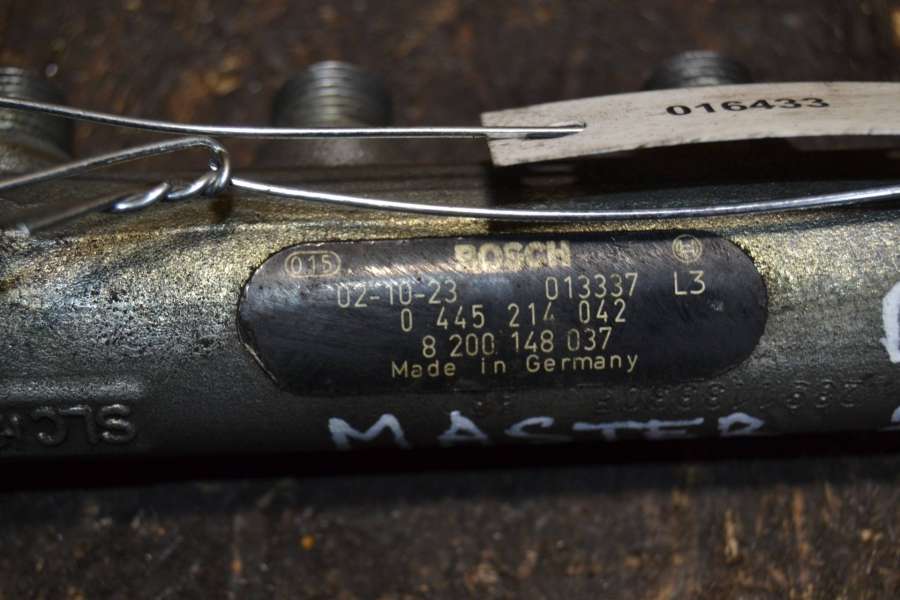 016433
BOSCH
015
02-10-23 013337 L3
0 445 214 042
8 200 148 037
Made in Germany
MASTER